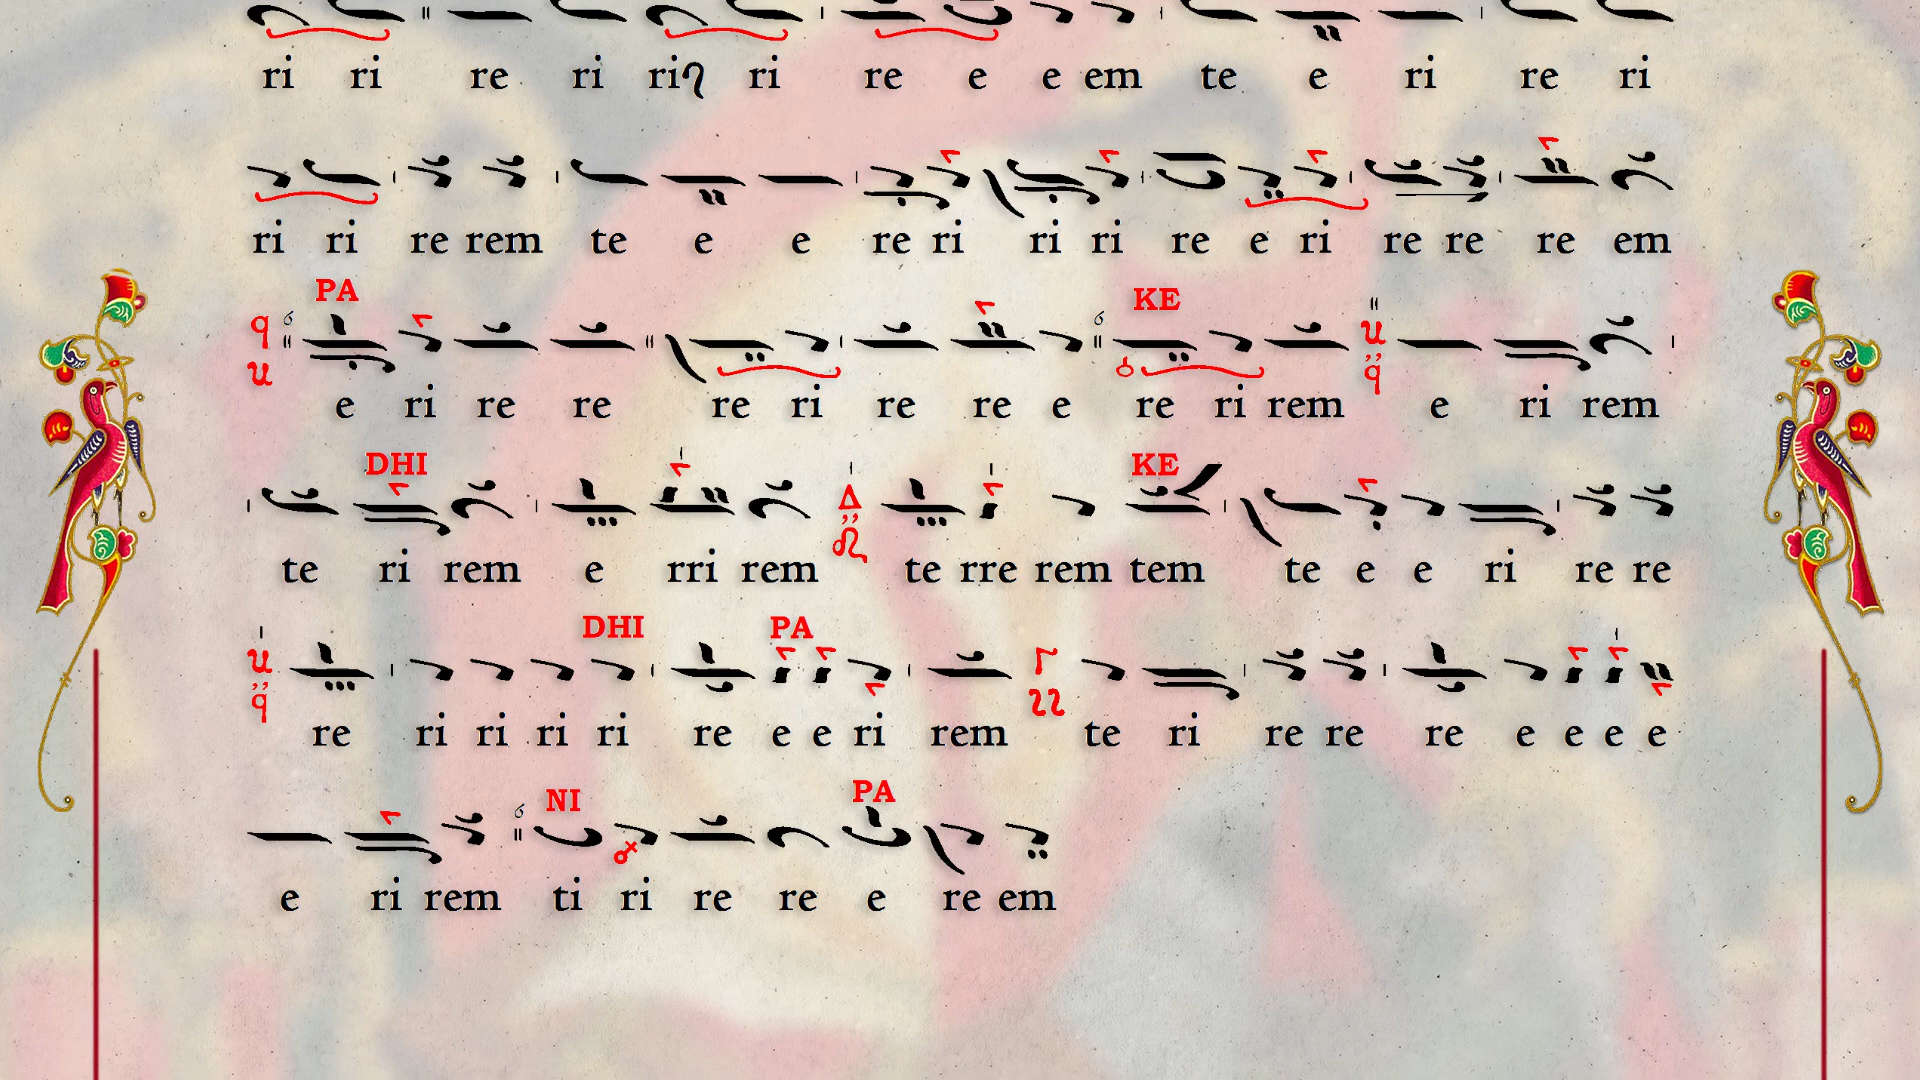 ri ri re ri ri ri re e e em te e ri re ri
ri ri re rem te e e re ri ri ri re e ri re re re em
PA KE
e ri re re re ri re re e re ri rem e ri rem
DHI KE
te ri rem e rri rem te rre rem tem te e e ri re re
DHI PA
re ri ri ri ri re e e ri rem te ri re re re e e e e
NI PA
e ri rem ti ri re re e re em